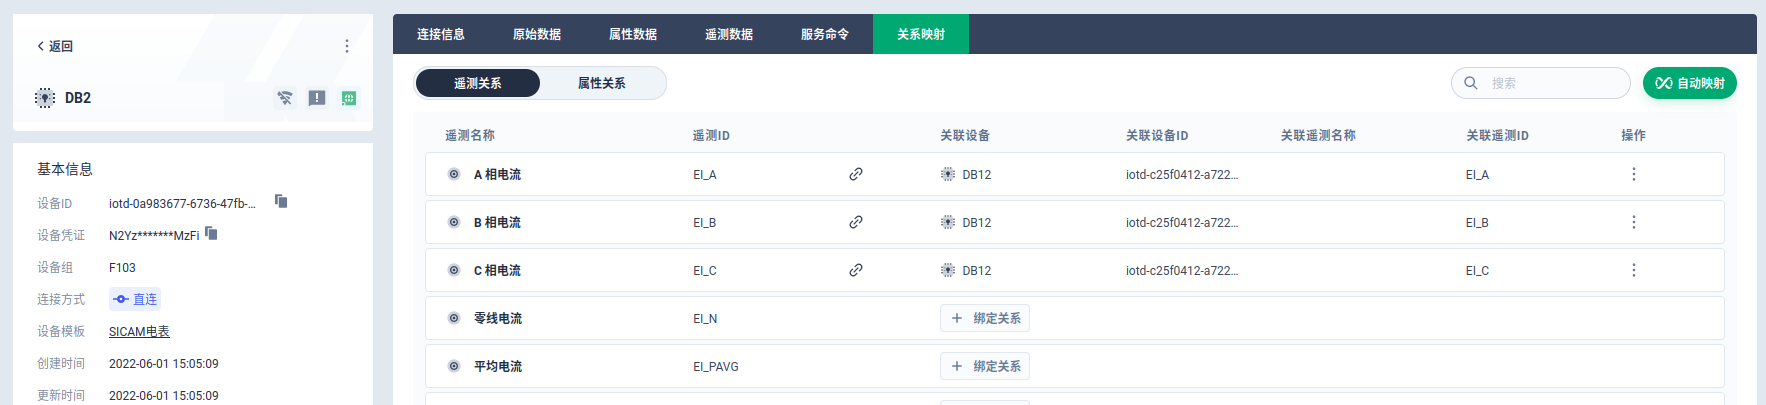 返回
DB2
基本信息
设备ID iotd-0a983677-6736-47fb-...
设备凭证 N2Yz*******MzFi
设备组 F103
连接方式 直连
设备模板 SICAM电表
创建时间 2022-06-01 15:05:09
更新时间 2022-06-01 15:05:09
连接信息 原始数据 属性数据 遥测数据 服务命令 关系映射
遥测关系 属性关系 搜索 自动映射
遥测名称 遥测ID 关联设备 关联设备ID 关联遥测名称 关联遥测ID 操作
A 相电流 EI_A DB12 iotd-c25f0412-a722... EI_A
B 相电流 EI_B DB12 iotd-c25f0412-a722... EI_B
C 相电流 EI_C DB12 iotd-c25f0412-a722... EI_C
零线电流 EI_N + 绑定关系
平均电流 EI_PAVG + 绑定关系